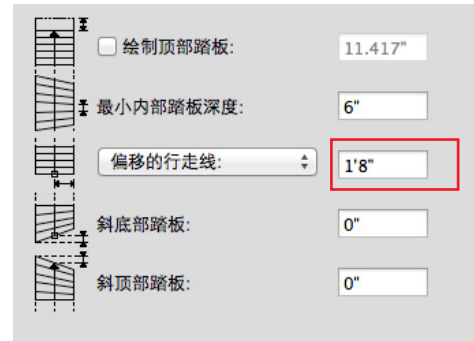 绘制顶部踏板: 11.417"
最小内部踏板深度: 6"
偏移的行走线: 1'8"
斜底部踏板: 0"
斜顶部踏板: 0"